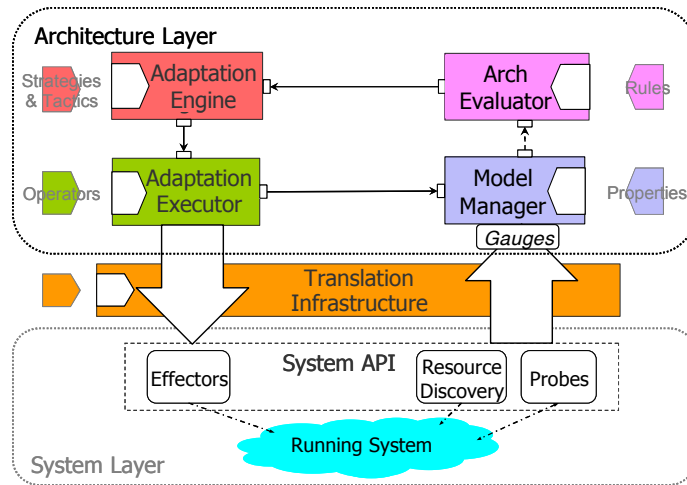 Architecture Layer
Strategies
& Tactics
Adaptation
Engine
Arch
Evaluator
Rules
Operators
Adaptation
Executor
Model
Manager
Properties
Gauges
Translation
Infrastructure
System API
Effectors
Resource
Discovery
Probes
Running System
System Layer